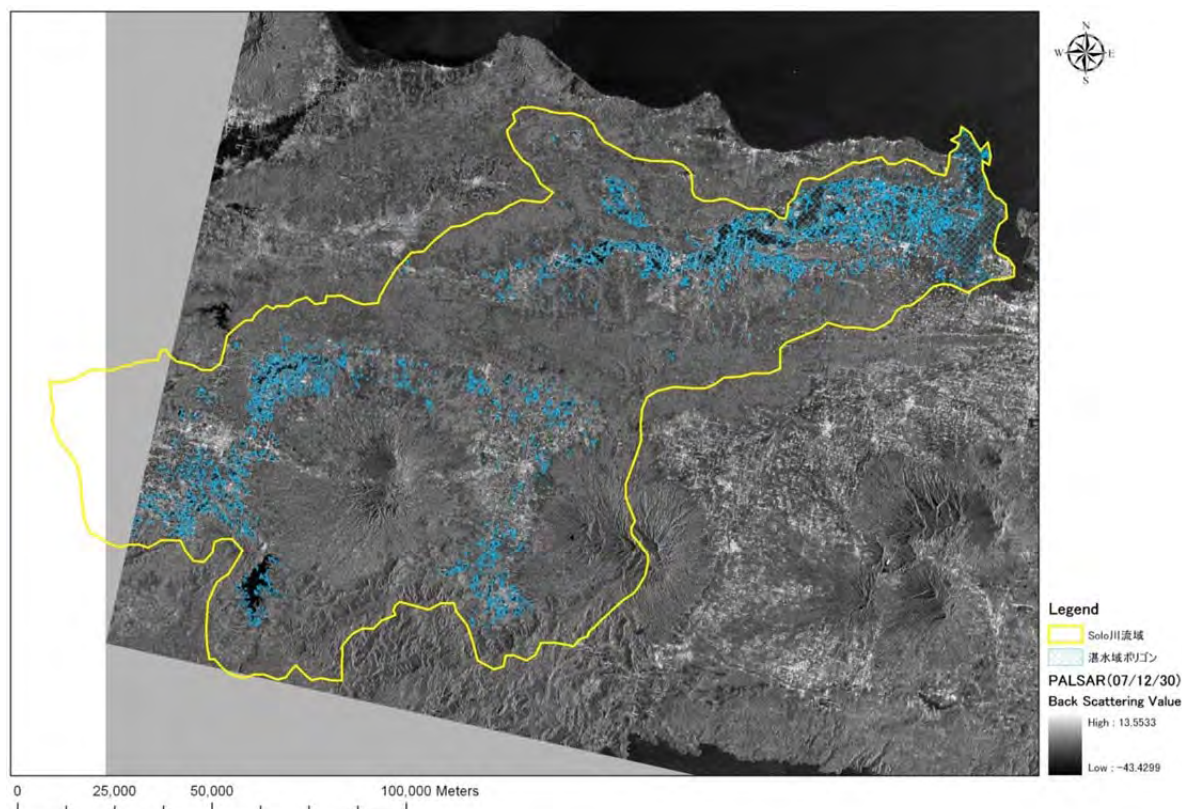 N
W E
S
Legend
Solo川流域
湛水域ポリゴン
PALSAR(07/12/30)
Back Scattering Value
High : 13.5533
Low : -43.4299
0 25,000 50,000 100,000 Meters